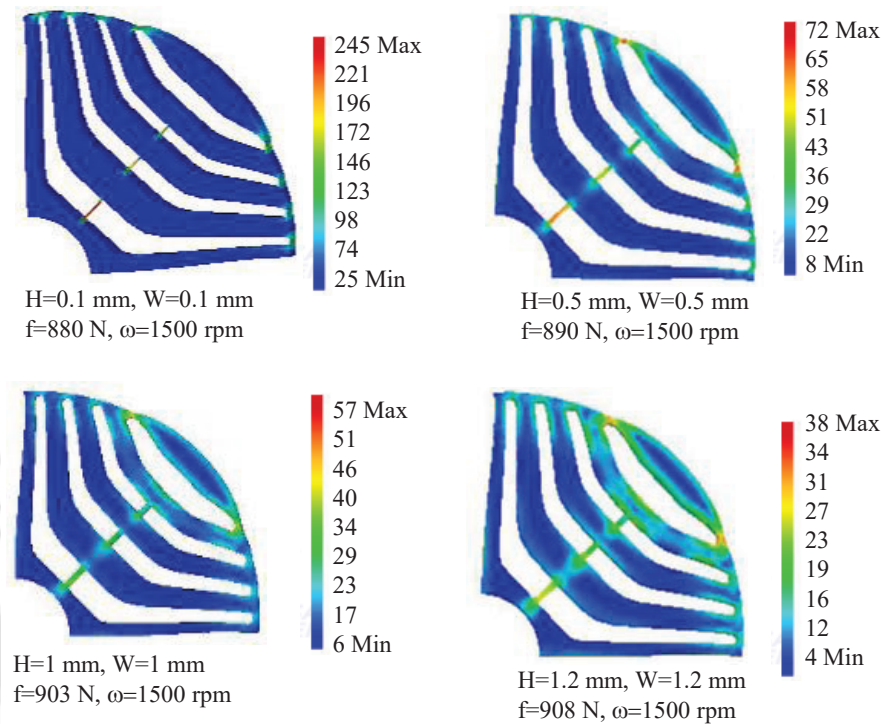 245 Max
221
196
172
146
123
98
74
25 Min
H=0.1 mm, W=0.1 mm
f=880 N, ω=1500 rpm
72 Max
65
58
51
43
36
29
22
8 Min
H=0.5 mm, W=0.5 mm
f=890 N, ω=1500 rpm
57 Max
51
46
40
34
29
23
17
6 Min
H=1 mm, W=1 mm
f=903 N, ω=1500 rpm
38 Max
34
31
27
23
19
16
12
4 Min
H=1.2 mm, W=1.2 mm
f=908 N, ω=1500 rpm